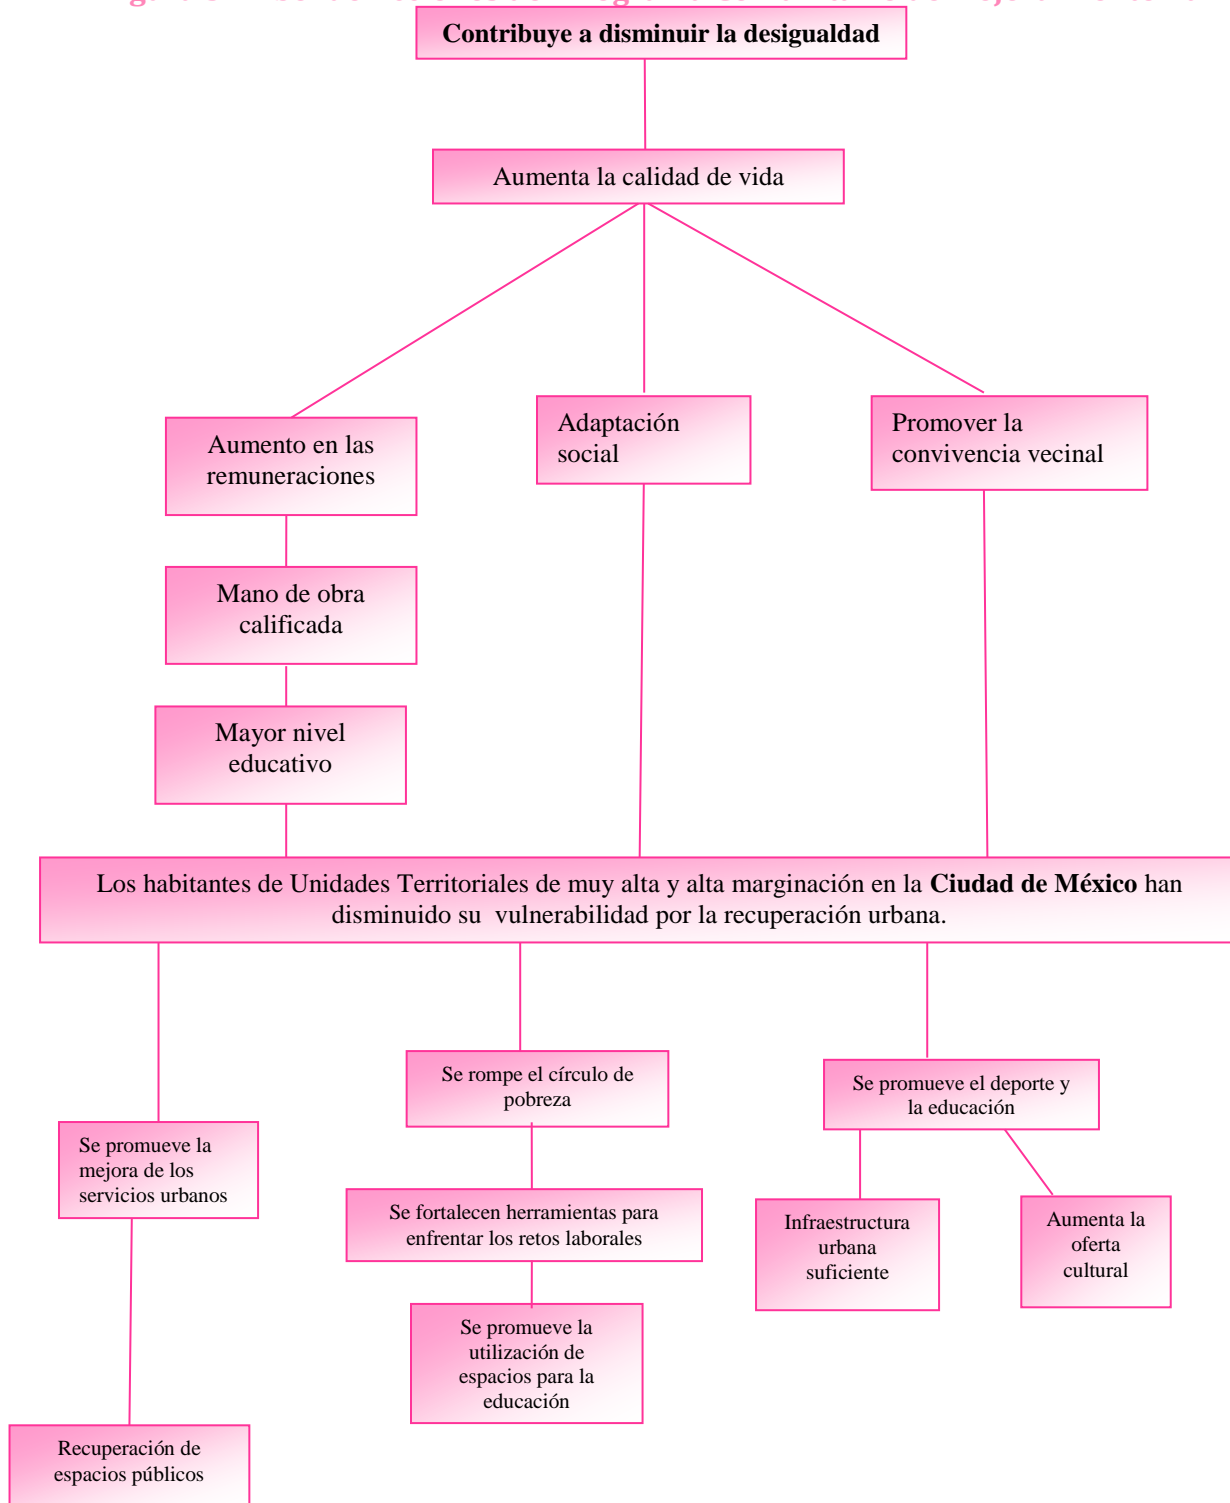 Contribuye a disminuir la desigualdad
Aumenta la calidad de vida
Aumento en las
remuneraciones
Adaptación
social
Promover la
convivencia vecinal
Mano de obra
calificada
Mayor nivel
educativo
Los habitantes de Unidades Territoriales de muy alta y alta marginación en la Ciudad de México han
disminuido su vulnerabilidad por la recuperación urbana.
Se rompe el círculo de
pobreza
Se promueve el deporte y
la educación
Se promueve la
mejora de los
servicios urbanos
Se fortalecen herramientas para
enfrentar los retos laborales
Infraestructura
urbana
suficiente
Aumenta la
oferta
cultural
Se promueve la
utilización de
espacios para la
educación
Recuperación de
espacios públicos